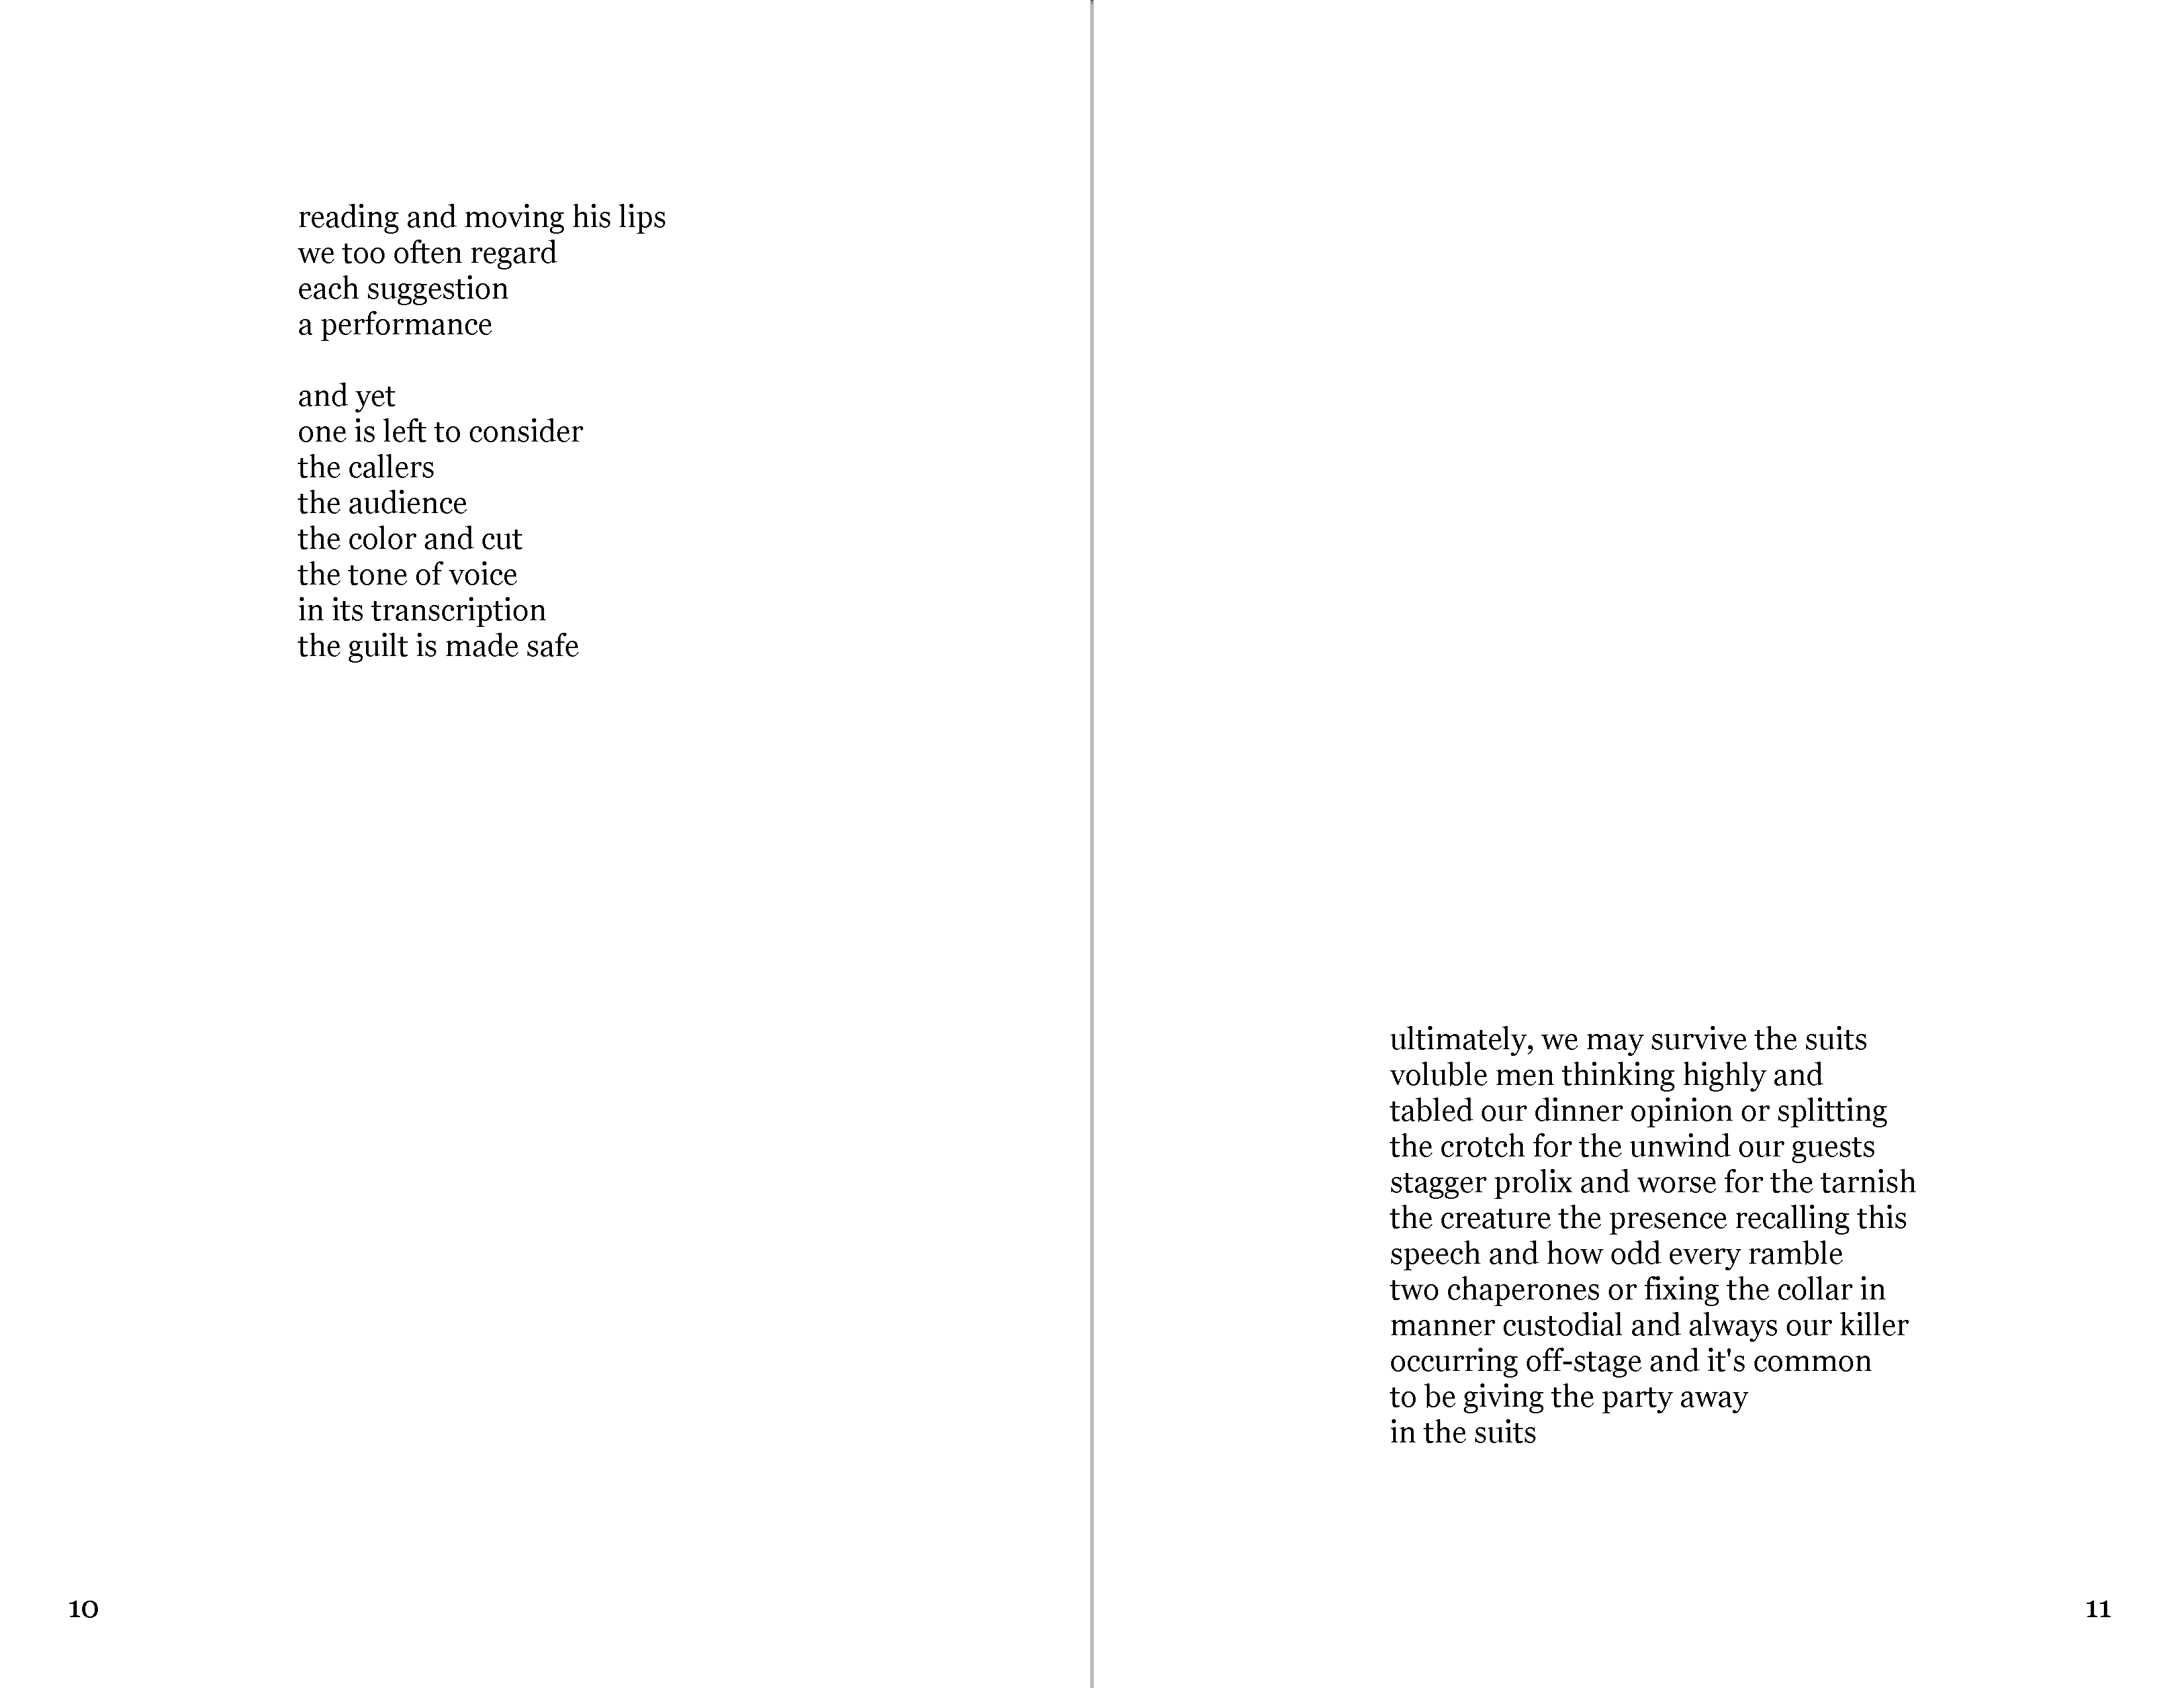 reading and moving his lips
we too often regard
each suggestion
a performance

and yet
one is left to consider
the callers
the audience
the color and cut
the tone of voice
in its transcription
the guilt is made safe

10

ultimately, we may survive the suits
voluble men thinking highly and
tabled our dinner opinion or splitting
the crotch for the unwind our guests
stagger prolix and worse for the tarnish
the creature the presence recalling this
speech and how odd every ramble
two chaperones or fixing the collar in
manner custodial and always our killer
occurring off-stage and it's common
to be giving the party away
in the suits

11